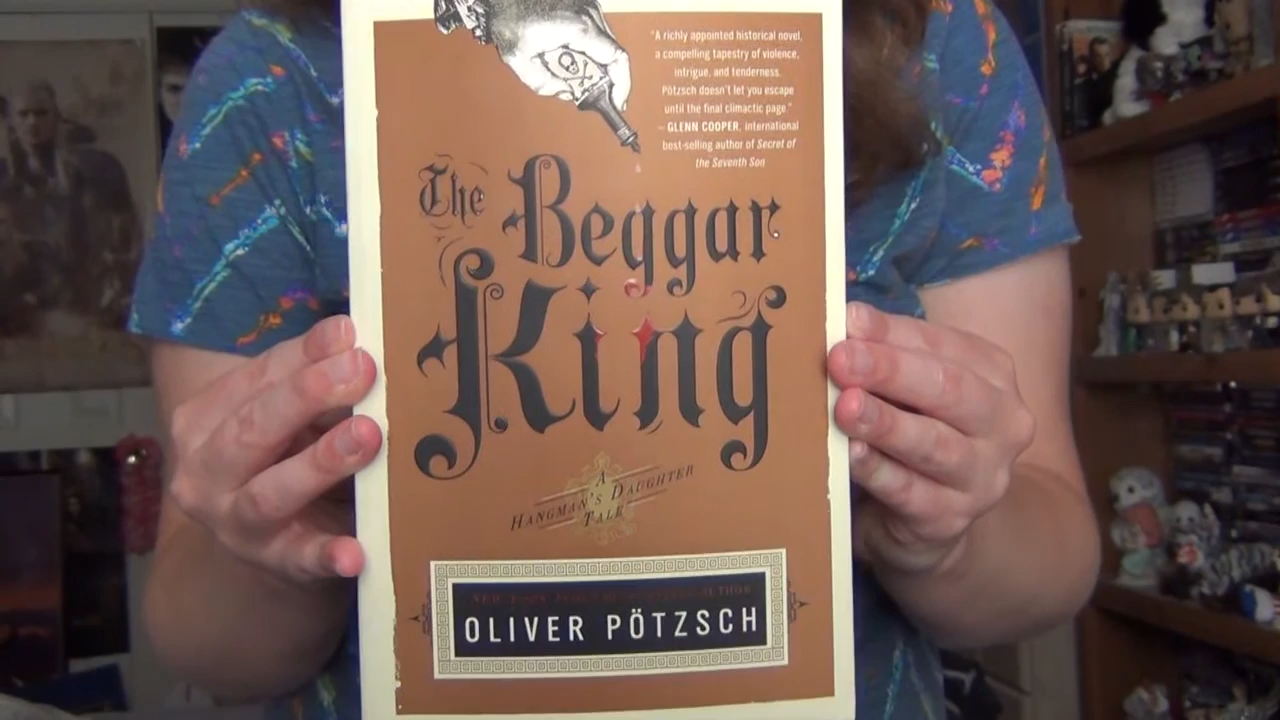 "A richly appointed historical novel,
a compelling tapestry of violence,
intrigue, and tenderness.
Pötzsch doesn't let you escape
until the final climactic page."
– GLENN COOPER, international
best-selling author of Secret of
the Seventh Son
The Beggar
King
A
HANGMAN'S DAUGHTER
TALE
OLIVER PÖTZSCH